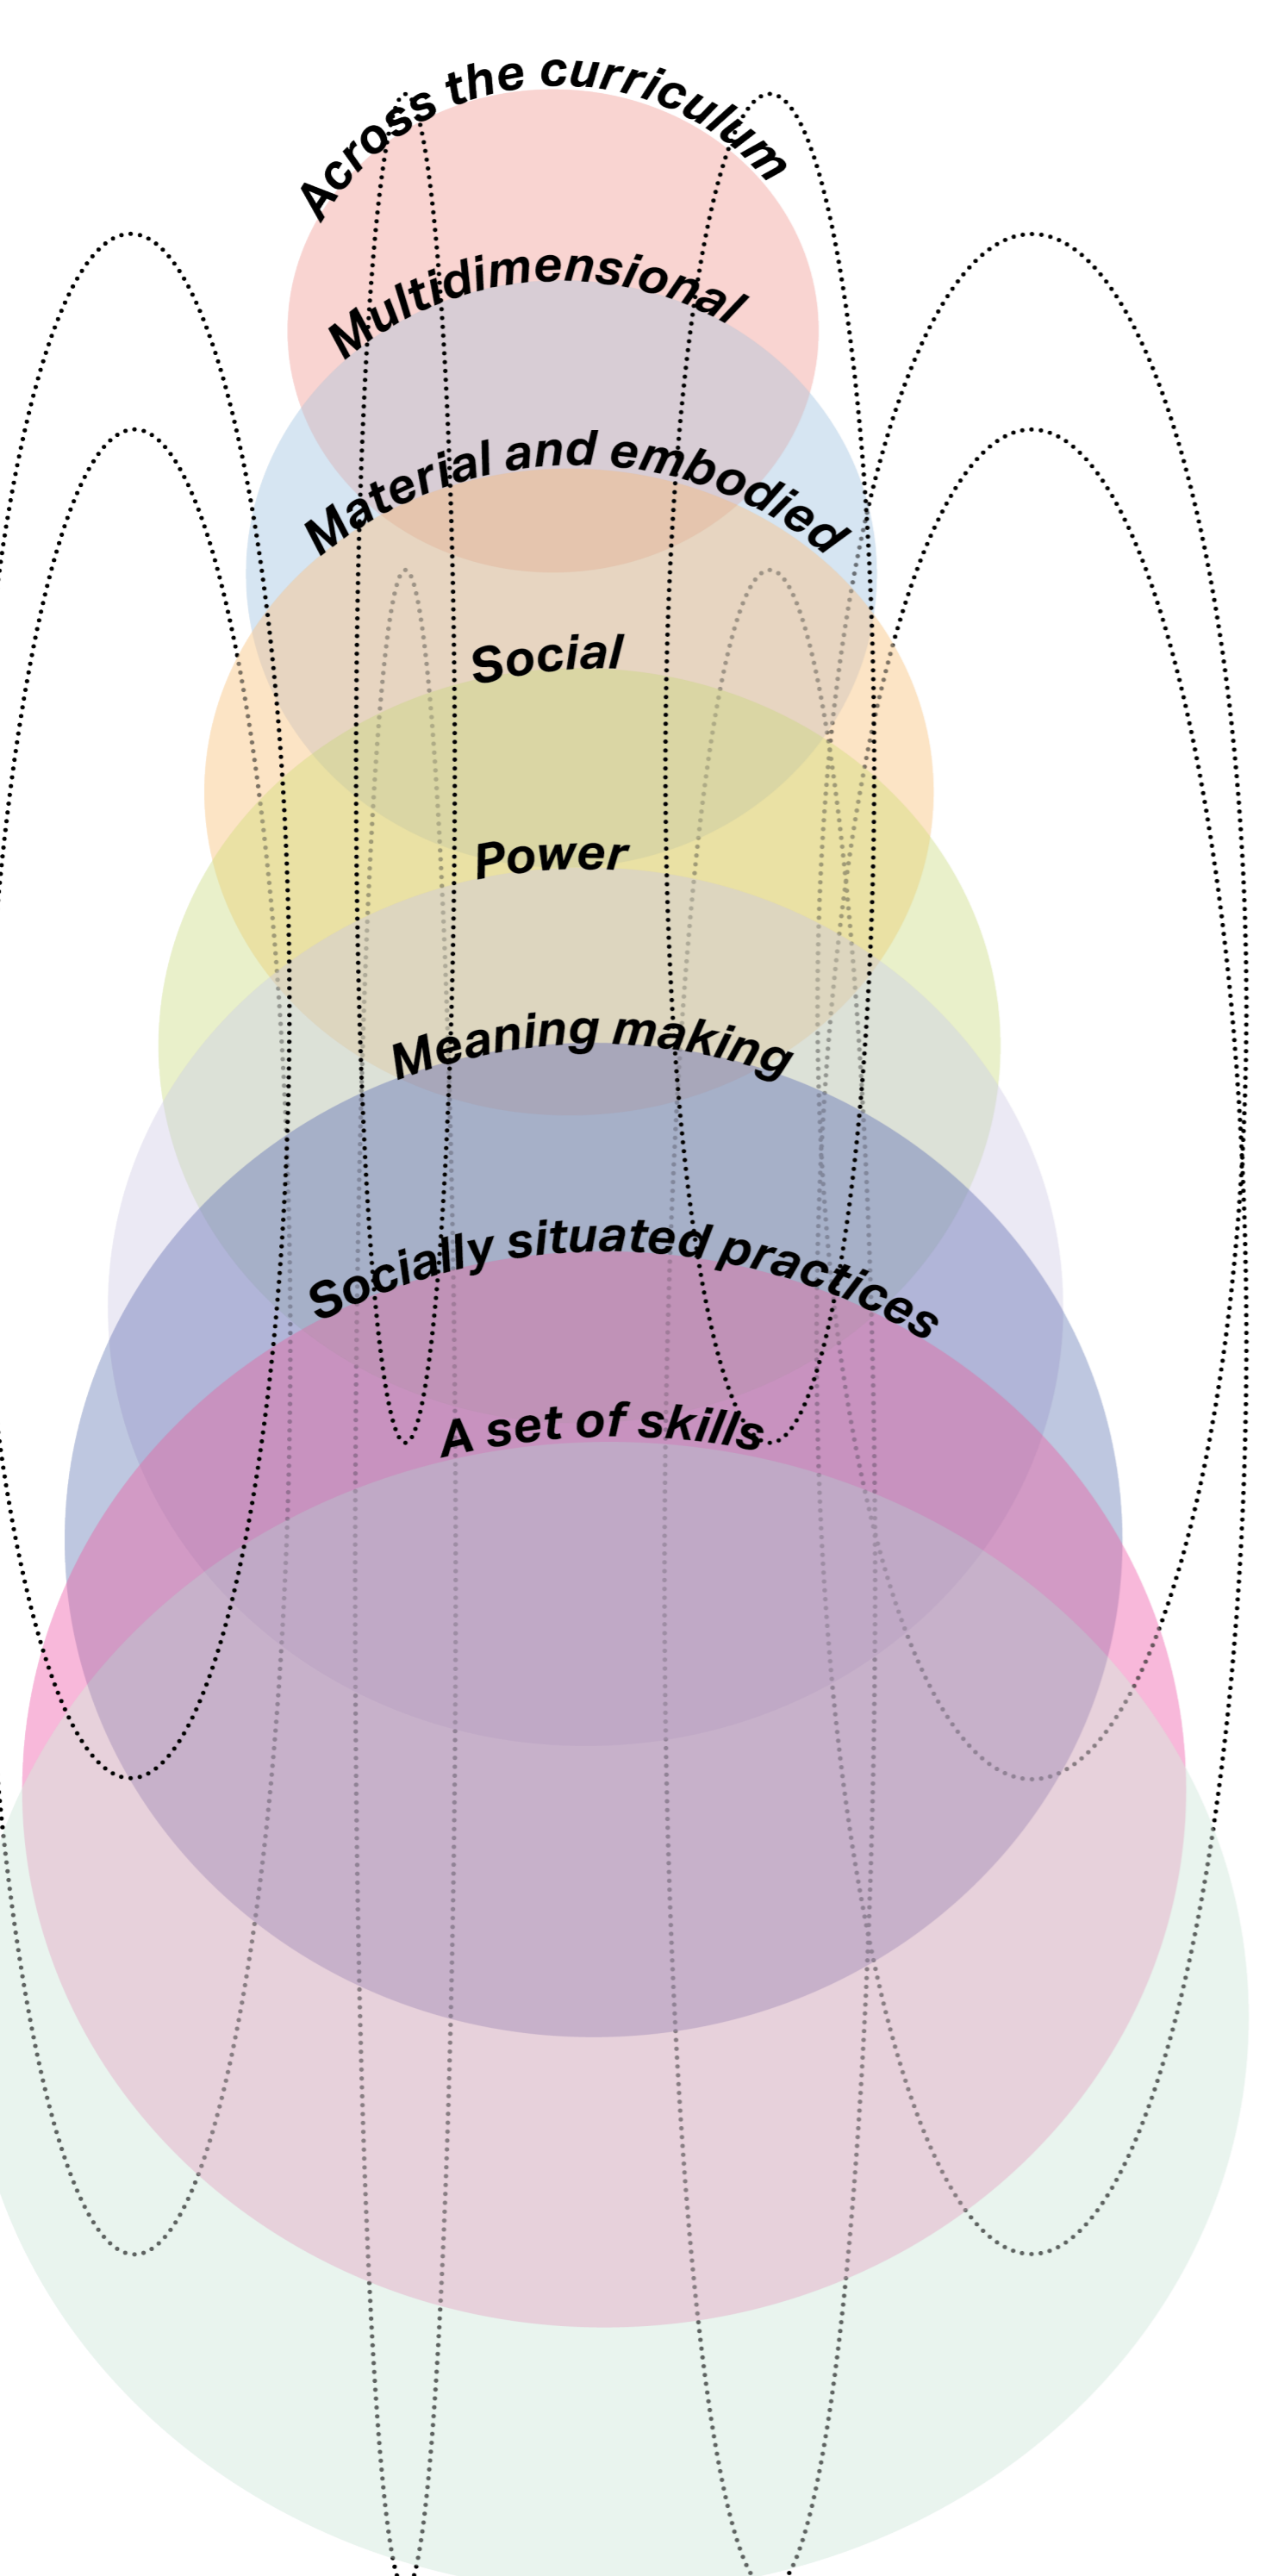 Across the curriculum
Multidimensional
Material and embodied
Social
Power
Meaning making
Socially situated practices
A set of skills